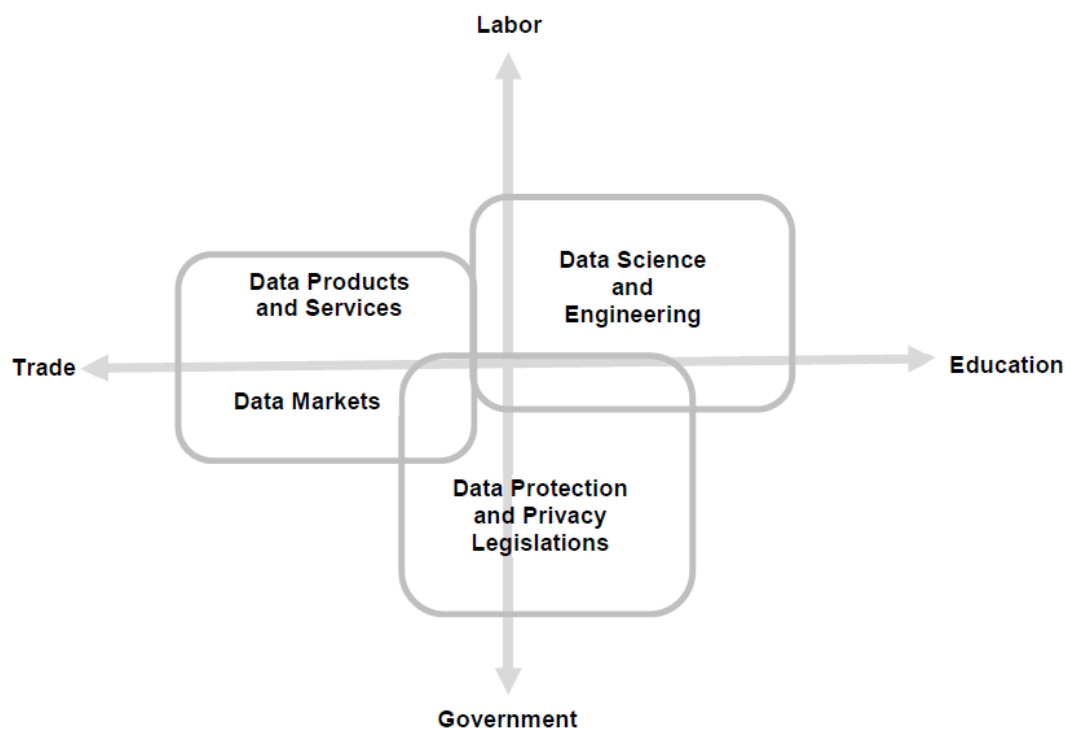 Labor
Data Science
and
Engineering
Data Products
and Services
Trade
Education
Data Markets
Data Protection
and Privacy
Legislations
Government